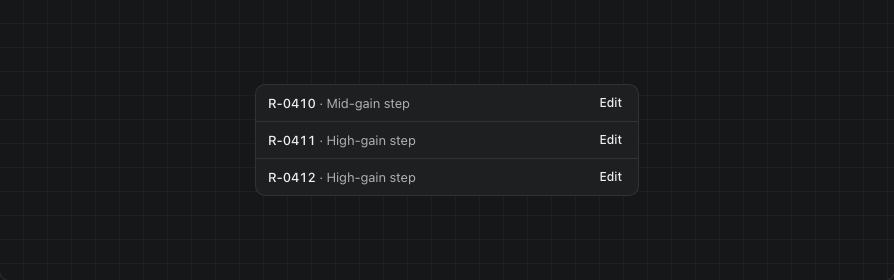 R-0410 · Mid-gain step Edit
R-0411 · High-gain step Edit
R-0412 · High-gain step Edit